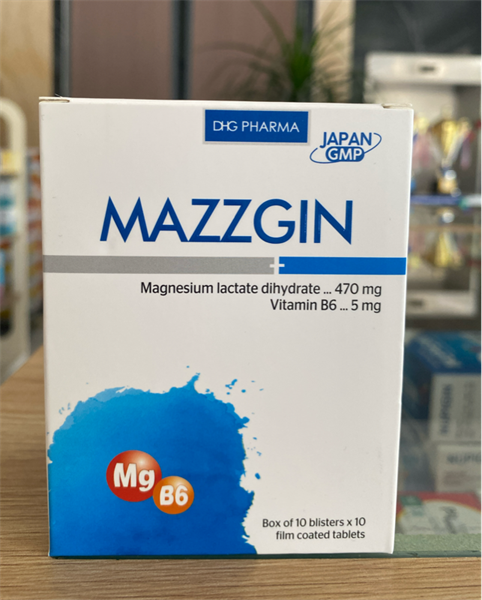 DHG PHARMA
JAPAN
GMP
MAZZGIN
Magnesium lactate dihydrate ... 470 mg
Vitamin B6 ... 5 mg
Mg
B6
Box of 10 blisters x 10
film coated tablets